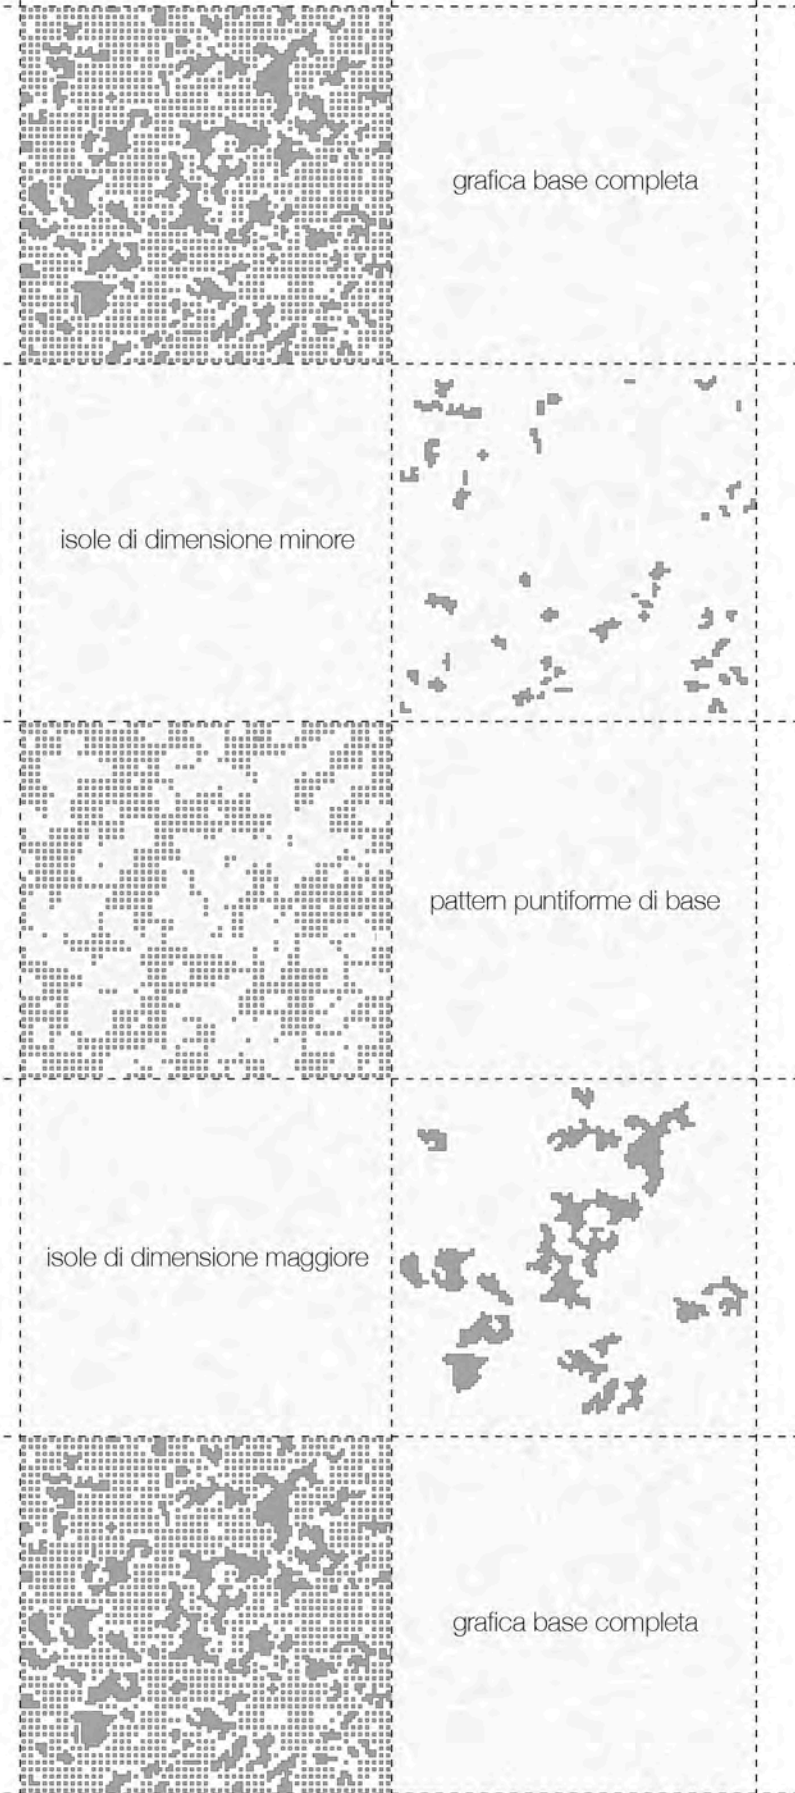 grafica base completa
isole di dimensione minore
pattern puntiforme di base
isole di dimensione maggiore
grafica base completa